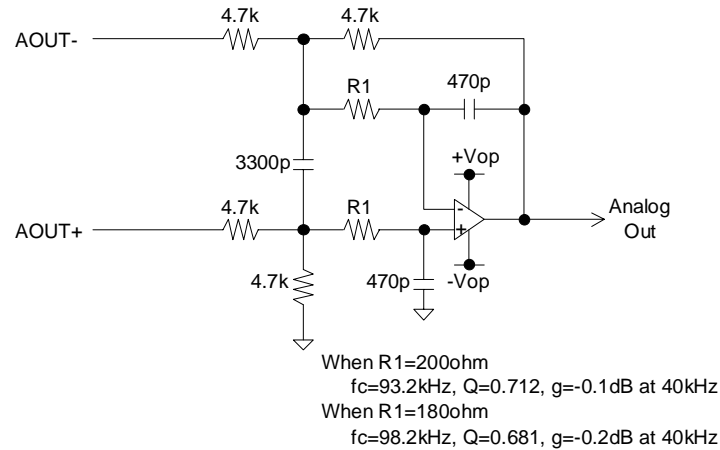 4.7k 4.7k
AOUT-
R1 470p
3300p +Vop
4.7k R1 - Analog
AOUT+ + Out
4.7k 470p -Vop
When R1=200ohm
fc=93.2kHz, Q=0.712, g=-0.1dB at 40kHz
When R1=180ohm
fc=98.2kHz, Q=0.681, g=-0.2dB at 40kHz